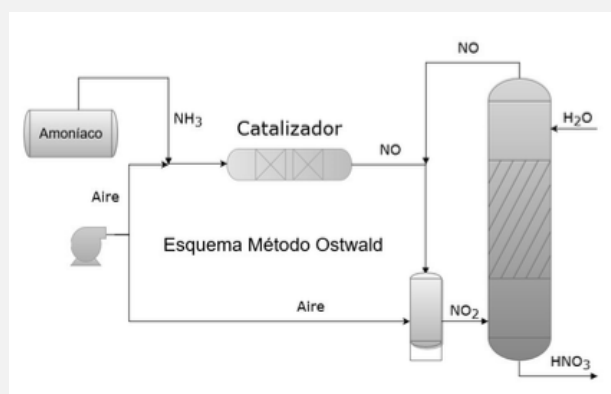 NO
Amoníaco
H₂O
NH₃
Catalizador
NO
Aire
Esquema Método Ostwald
Aire
NO₂
HNO₃